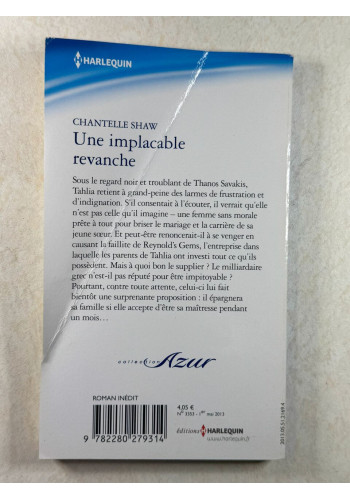 HARLEQUIN
CHANTELLE SHAW
Une implacable
revanche
Sous le regard noir et troublant de Thanos Savakis,
Tahlia retient à grand-peine des larmes de frustration et
d'indignation. S'il consentait à l'écouter, il verrait qu'elle
n'est pas celle qu'il imagine – une femme sans morale
prête à tout pour briser le mariage et la carrière de sa
jeune sœur. Et peut-être renoncerait-il à se venger en
causant la faillite de Reynold's Gems, l'entreprise dans
laquelle les parents de Tahlia ont investi tout ce qu'ils
possèdent. Mais à quoi bon le supplier ? Le milliardaire
grec n'est-il pas réputé pour être impitoyable ?
Pourtant, contre toute attente, celui-ci lui fait
bientôt une surprenante proposition : il épargnera
sa famille si elle accepte d'être sa maîtresse pendant
un mois....
collection Azur
ROMAN INÉDIT
4,05 €
N° 3353 - 1er mai 2013
éditions HARLEQUIN
www.harlequin.fr
9 782280 279314